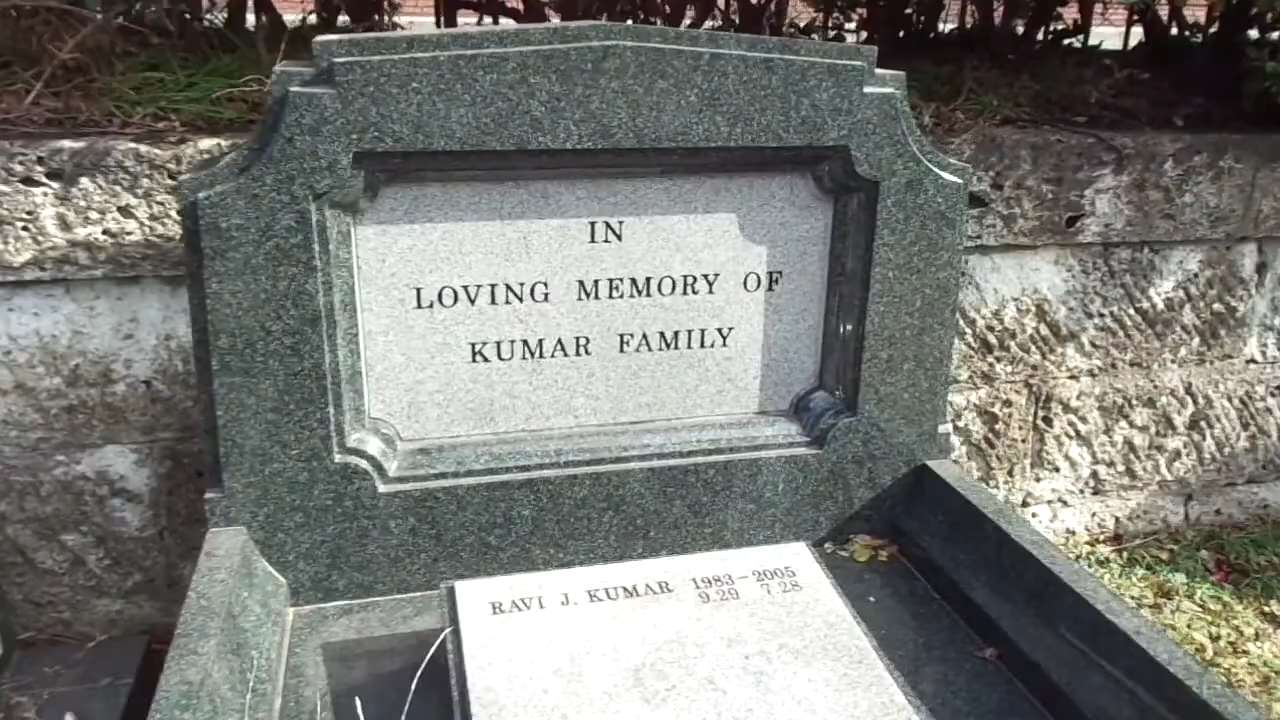 IN
LOVING MEMORY OF
KUMAR FAMILY
RAVI J. KUMAR 1983-2005
9.29 7.28